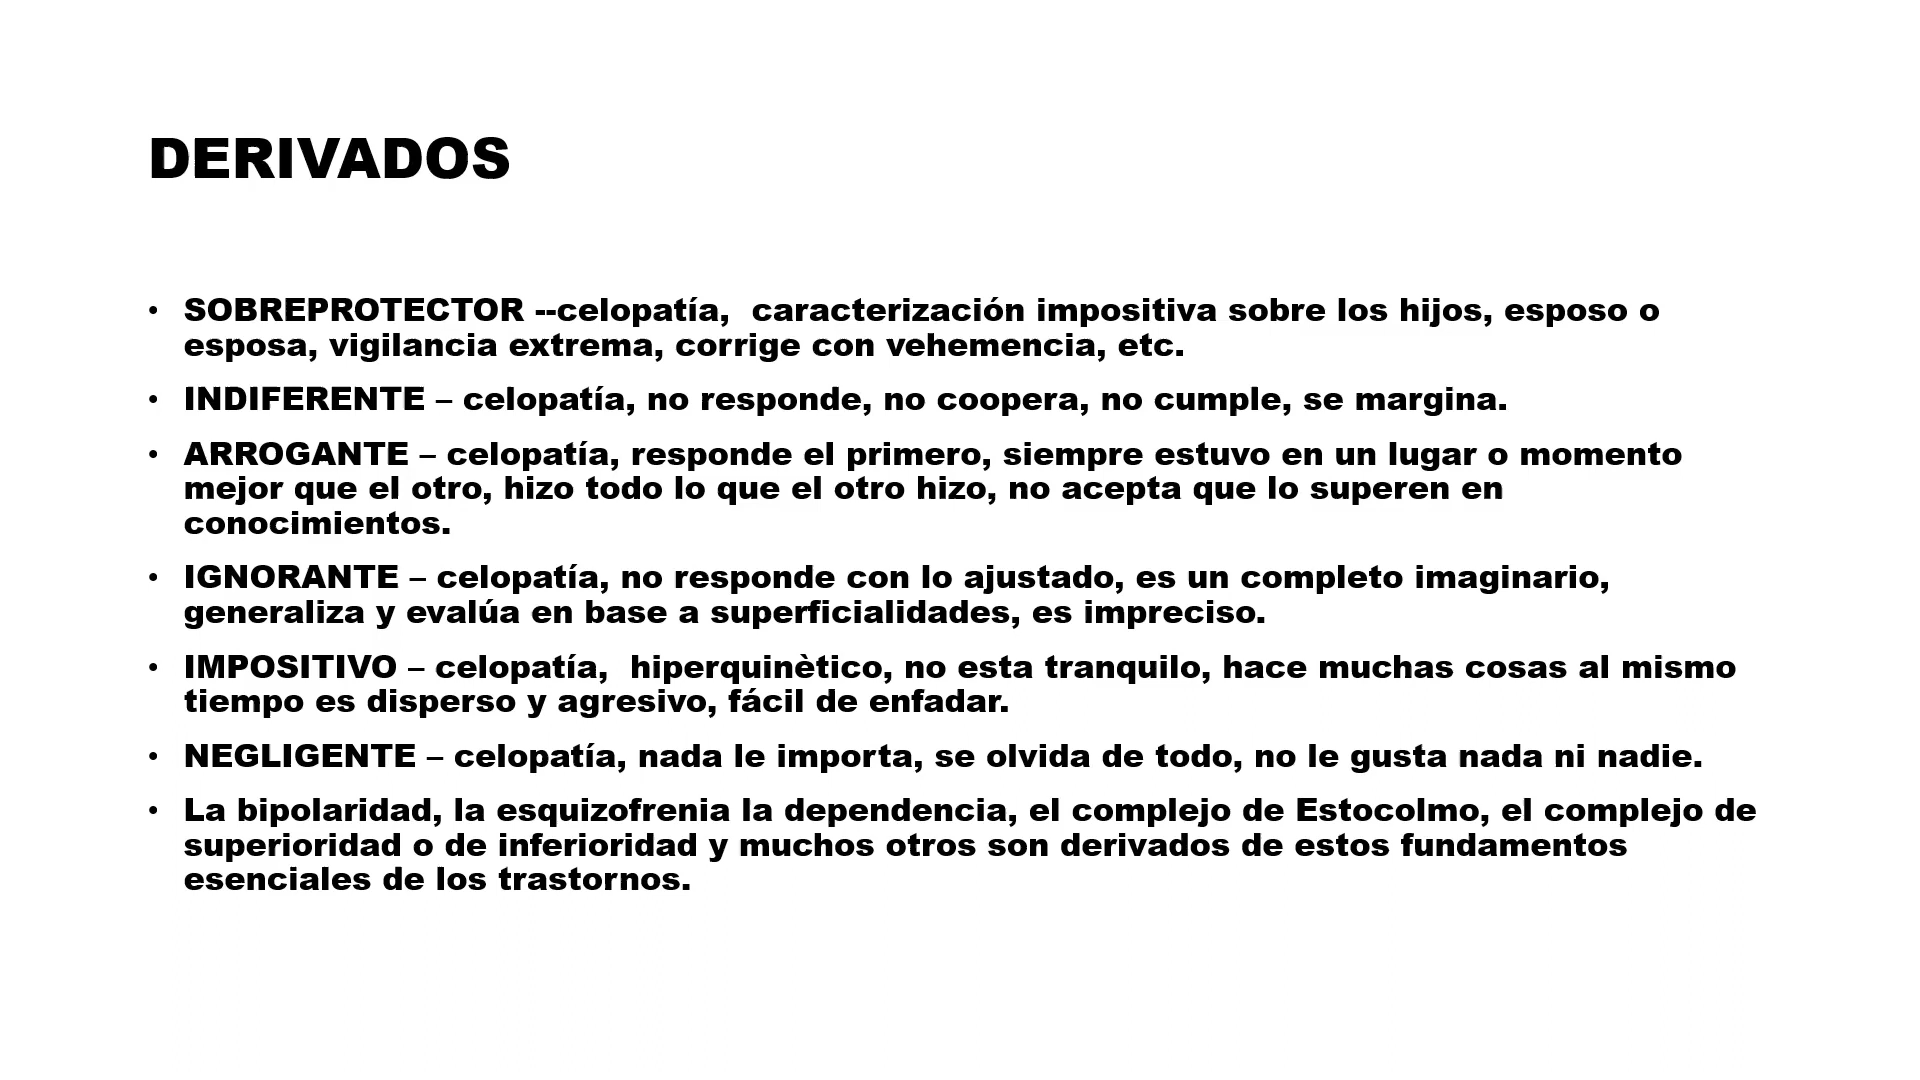 DERIVADOS
• SOBREPROTECTOR --celopatía,  caracterización impositiva sobre los hijos, esposo o
esposa, vigilancia extrema, corrige con vehemencia, etc.
• INDIFERENTE – celopatía, no responde, no coopera, no cumple, se margina.
• ARROGANTE – celopatía, responde el primero, siempre estuvo en un lugar o momento
mejor que el otro, hizo todo lo que el otro hizo, no acepta que lo superen en
conocimientos.
• IGNORANTE – celopatía, no responde con lo ajustado, es un completo imaginario,
generaliza y evalúa en base a superficialidades, es impreciso.
• IMPOSITIVO – celopatía,  hiperquinètico, no esta tranquilo, hace muchas cosas al mismo
tiempo es disperso y agresivo, fácil de enfadar.
• NEGLIGENTE – celopatía, nada le importa, se olvida de todo, no le gusta nada ni nadie.
• La bipolaridad, la esquizofrenia la dependencia, el complejo de Estocolmo, el complejo de
superioridad o de inferioridad y muchos otros son derivados de estos fundamentos
esenciales de los trastornos.